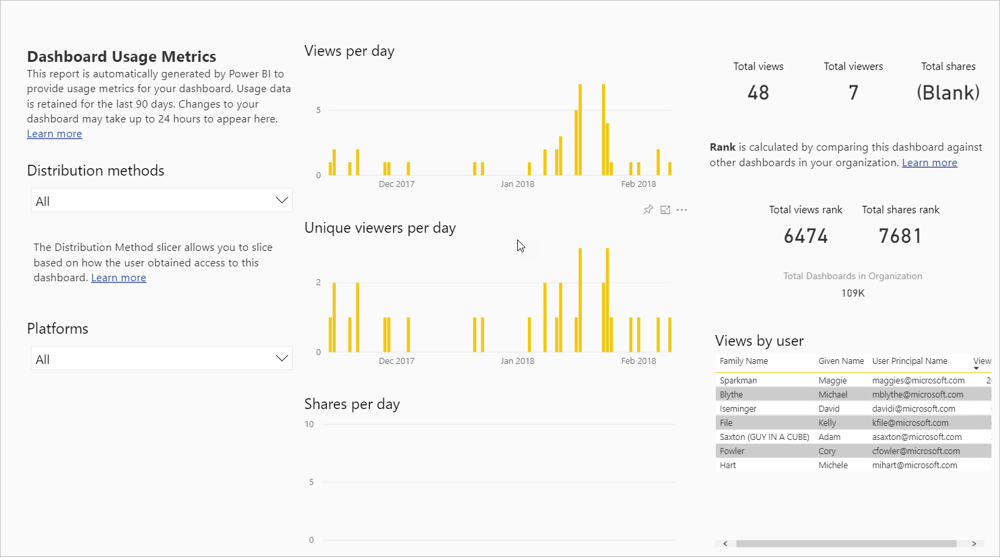 Dashboard Usage Metrics
This report is automatically generated by Power BI to
provide usage metrics for your dashboard. Usage data
is retained for the last 90 days. Changes to your
dashboard may take up to 24 hours to appear here.
Learn more
Distribution methods
All
The Distribution Method slicer allows you to slice
based on how the user obtained access to this
dashboard. Learn more
Platforms
All
Views per day
5
0
Dec 2017 Jan 2018 Feb 2018
Unique viewers per day
2
0
Dec 2017 Jan 2018 Feb 2018
Shares per day
10
5
0
Total views Total viewers Total shares
48 7 (Blank)
Rank is calculated by comparing this dashboard against
other dashboards in your organization. Learn more
Total views rank Total shares rank
6474 7681
Total Dashboards in Organization
109K
Views by user
Family Name Given Name User Principal Name View
Sparkman Maggie maggies@microsoft.com 2
Blythe Michael mblythe@microsoft.com
Iseminger David davidi@microsoft.com
File Kelly kfile@microsoft.com
Saxton (GUY IN A CUBE) Adam asaxton@microsoft.com
Fowler Cory cfowler@microsoft.com
Hart Michele mihart@microsoft.com